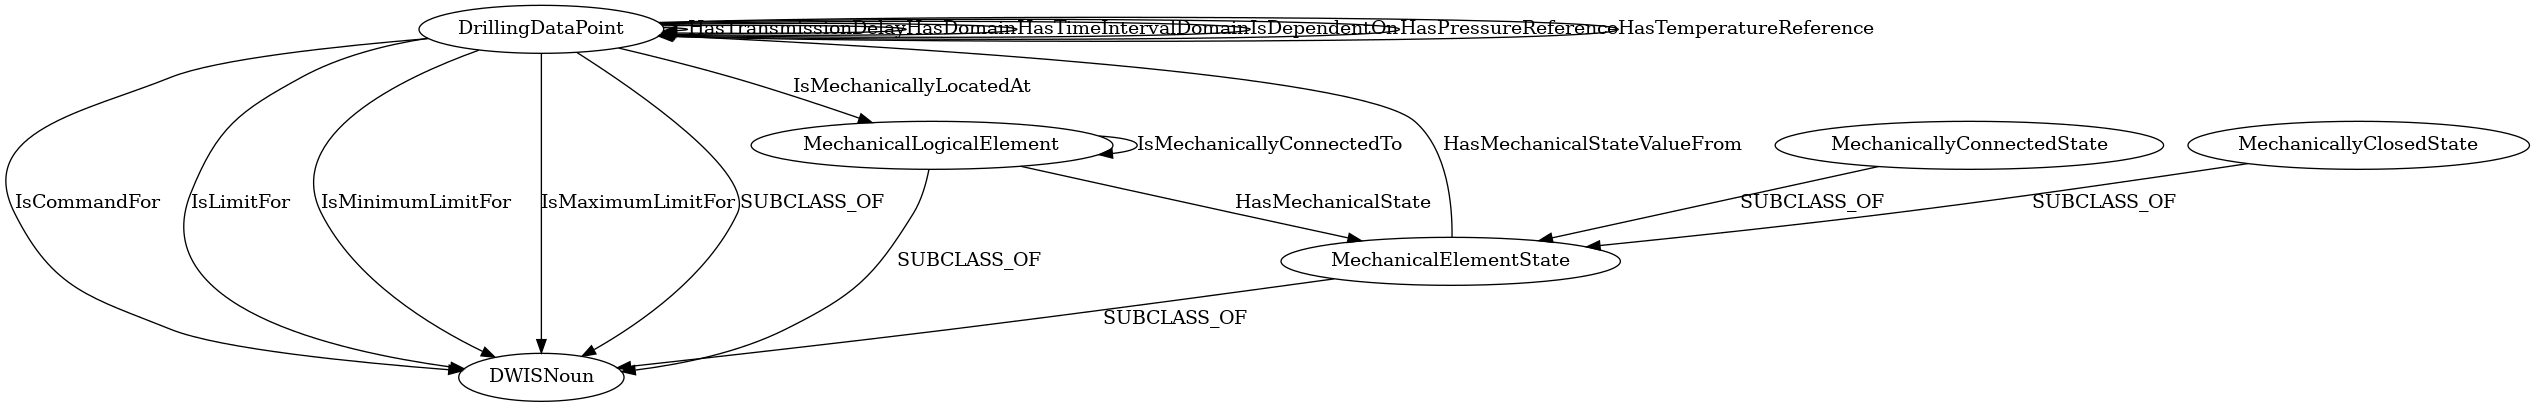 DrillingDataPoint
HasTransmissionDelay
HasDomain
HasTimeIntervalDomain
IsDependentOn
HasPressureReference
HasTemperatureReference
IsMechanicallyLocatedAt
MechanicalLogicalElement
IsMechanicallyConnectedTo
HasMechanicalStateValueFrom
MechanicallyConnectedState
MechanicallyClosedState
IsCommandFor
IsLimitFor
IsMinimumLimitFor
IsMaximumLimitFor
SUBCLASS_OF
HasMechanicalState
SUBCLASS_OF
SUBCLASS_OF
SUBCLASS_OF
MechanicalElementState
SUBCLASS_OF
DWISNoun